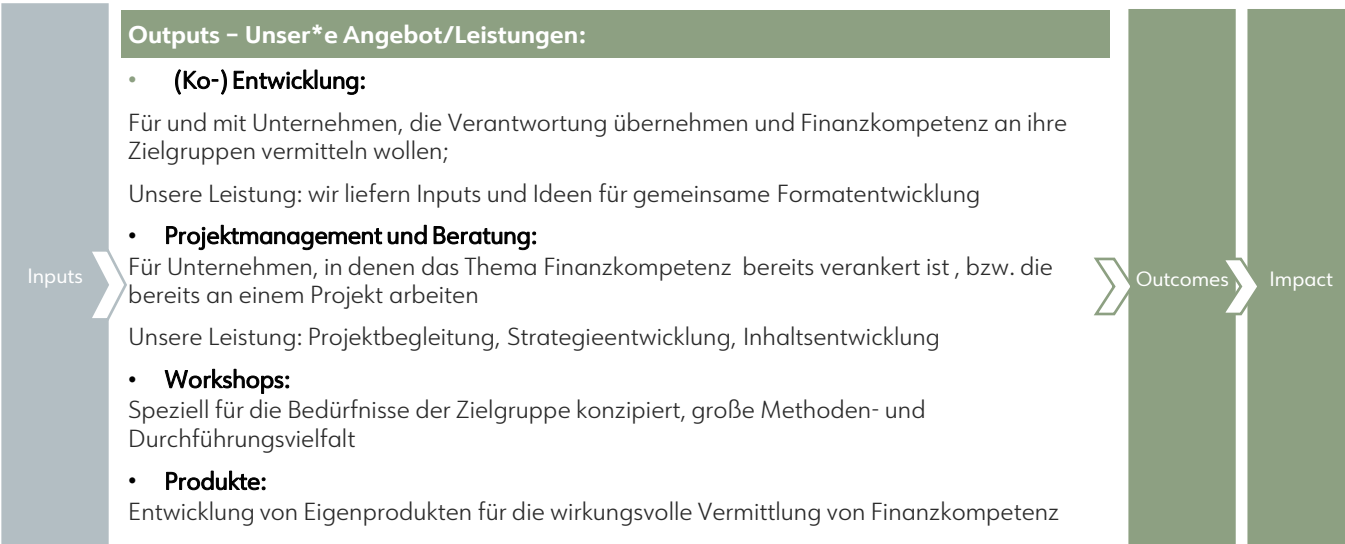 Outputs – Unser*e Angebot/Leistungen:
• (Ko-) Entwicklung:
Für und mit Unternehmen, die Verantwortung übernehmen und Finanzkompetenz an ihre
Zielgruppen vermitteln wollen;
Unsere Leistung: wir liefern Inputs und Ideen für gemeinsame Formatentwicklung
• Projektmanagement und Beratung:
Inputs
Für Unternehmen, in denen das Thema Finanzkompetenz bereits verankert ist , bzw. die
bereits an einem Projekt arbeiten
Outcomes
Impact
Unsere Leistung: Projektbegleitung, Strategieentwicklung, Inhaltsentwicklung
• Workshops:
Speziell für die Bedürfnisse der Zielgruppe konzipiert, große Methoden- und
Durchführungsvielfalt
• Produkte:
Entwicklung von Eigenprodukten für die wirkungsvolle Vermittlung von Finanzkompetenz